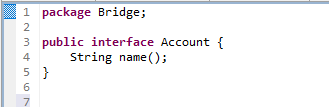 1 package Bridge;
2
3 public interface Account {
4     String name();
5 }
6
7